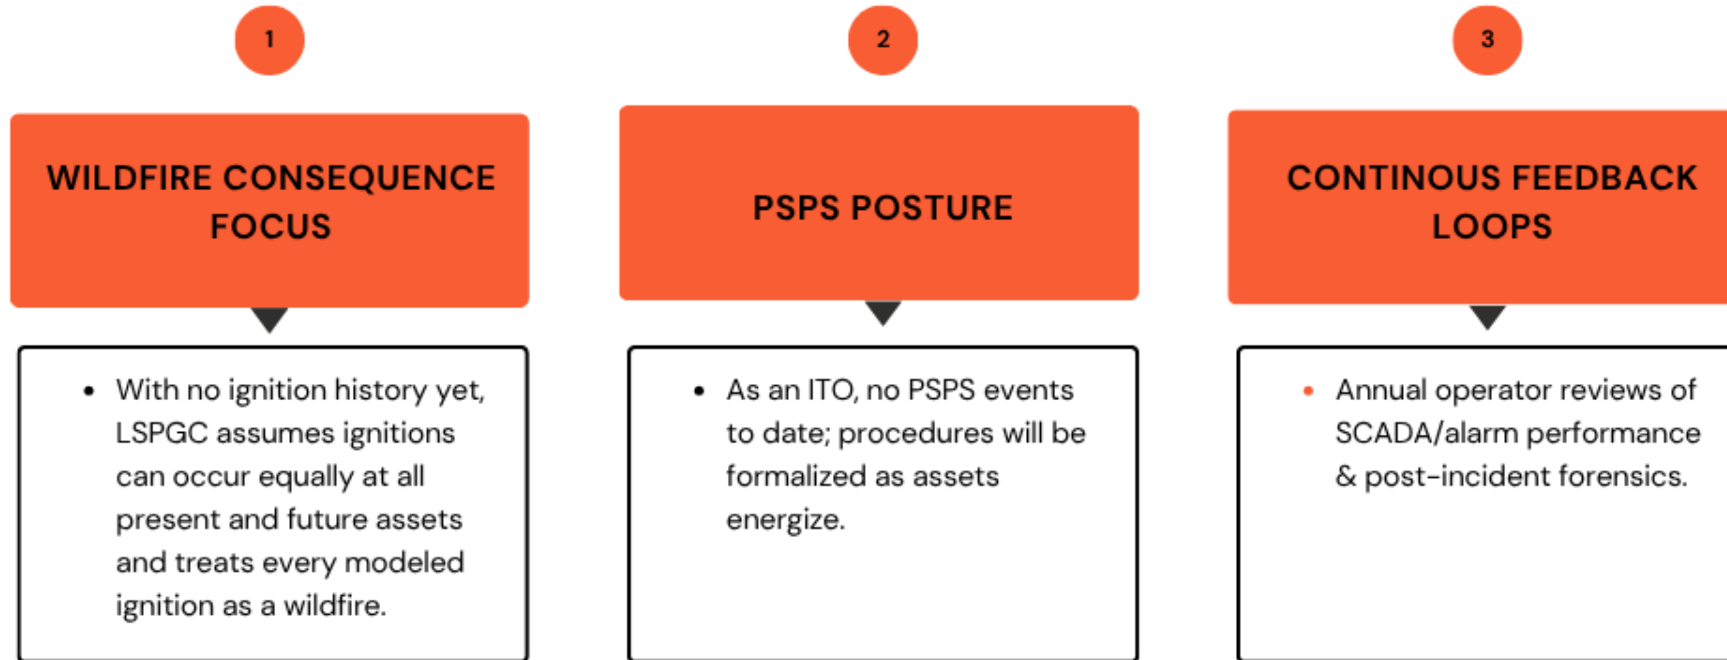 1
WILDFIRE CONSEQUENCE
FOCUS
• With no ignition history yet,
LSPGC assumes ignitions
can occur equally at all
present and future assets
and treats every modeled
ignition as a wildfire.
2
PSPS POSTURE
• As an ITO, no PSPS events
to date; procedures will be
formalized as assets
energize.
3
CONTINOUS FEEDBACK
LOOPS
• Annual operator reviews of
SCADA/alarm performance
& post-incident forensics.